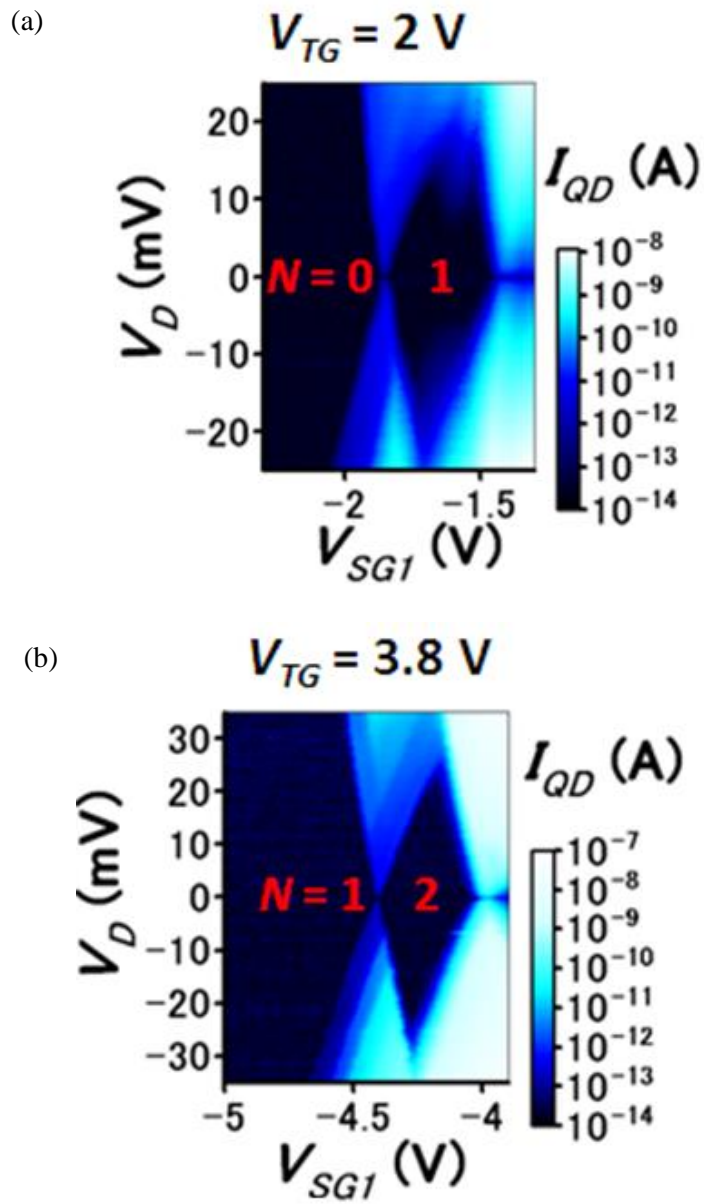 (a)
V_TG = 2 V
20
10
0
−10
−20
V_D (mV)
N = 0
1
−2
−1.5
V_SG1 (V)
I_QD (A)
10^−8
10^−9
10^−10
10^−11
10^−12
10^−13
10^−14
(b)
V_TG = 3.8 V
30
20
10
0
−10
−20
−30
V_D (mV)
N = 1
2
−5
−4.5
−4
V_SG1 (V)
I_QD (A)
10^−7
10^−8
10^−9
10^−10
10^−11
10^−12
10^−13
10^−14